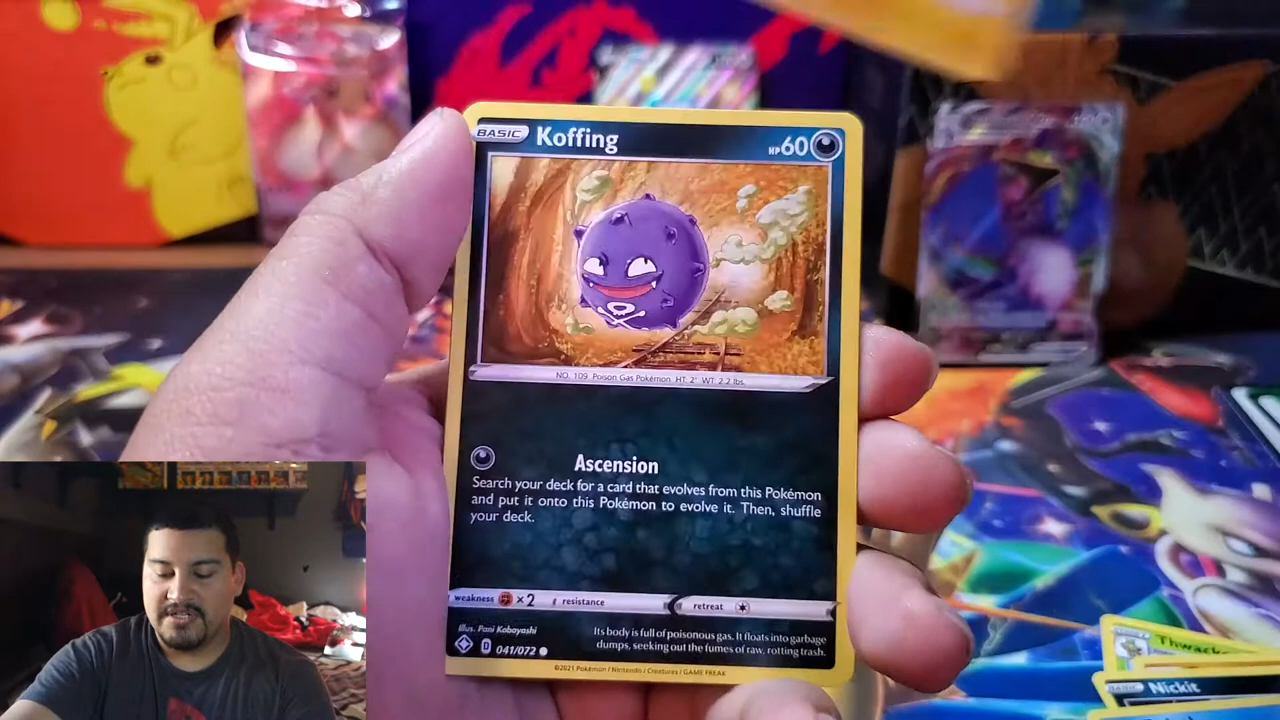 BASIC Koffing HP 60
NO. 109 Poison Gas Pokémon HT: 2' WT: 2.2 lbs.
Ascension
Search your deck for a card that evolves from this Pokémon
and put it onto this Pokémon to evolve it. Then, shuffle
your deck.
weakness ×2 resistance retreat
Illus. Pani Kobayashi
Its body is full of poisonous gas. It floats into garbage
dumps, seeking out the fumes of raw, rotting trash.
D 041/072
©2021 Pokémon / Nintendo / Creatures / GAME FREAK
Thwacke
BASIC Nickit